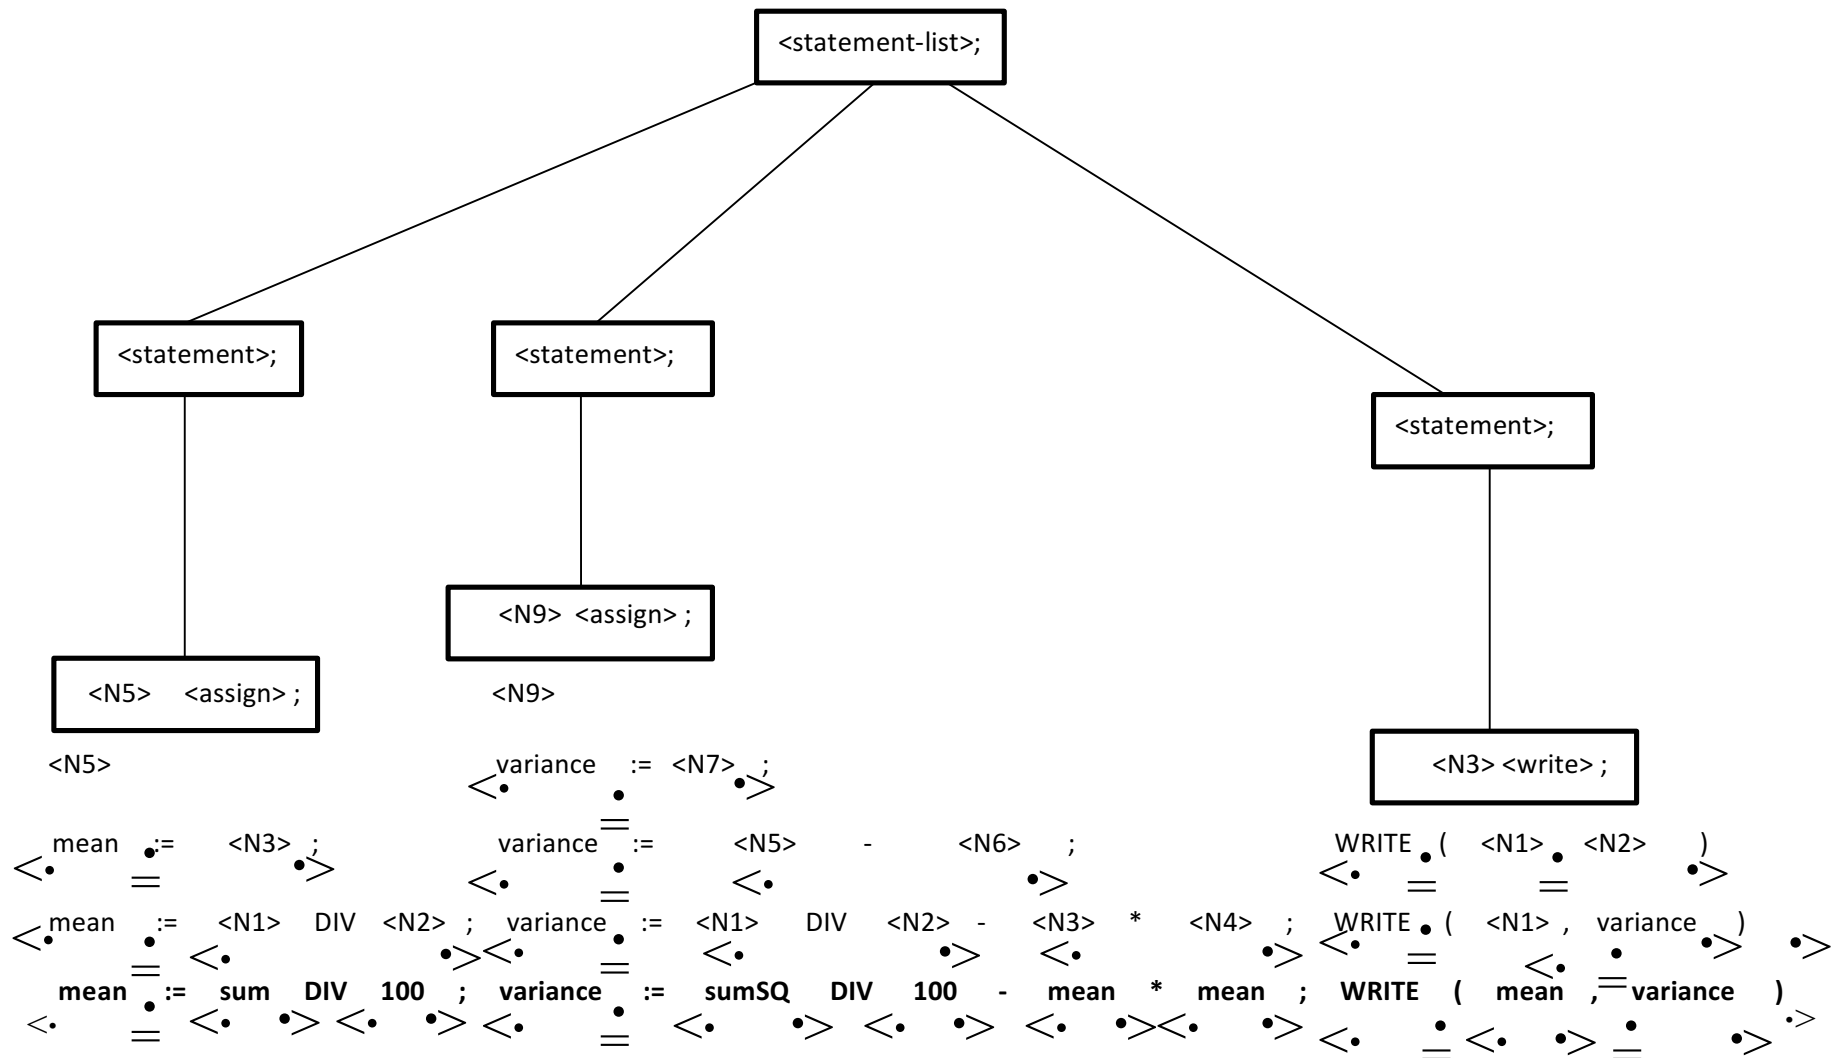 <statement-list>;
<statement>; <statement>;
<statement>;
<N9> <assign> ;
<N5> <assign> ; <N9>
<N5> variance := <N7> ; <N3> <write> ;
<• • = •>
mean := <N3> ; variance := <N5> - <N6> ; WRITE ( <N1> <N2> )
<• • = •> <• • = <• •> <• • = • = •>
mean := <N1> DIV <N2> ; variance := <N1> DIV <N2> - <N3> * <N4> ; WRITE ( <N1> , variance )
<• • = <• •> <• • = <• •> <• •> <• • = <• • = •> •>
mean := sum DIV 100 ; variance := sumSQ DIV 100 - mean * mean ; WRITE ( mean , variance )
<• • = <• •> <• •> <• • = <• •> <• •> <• •> <• •> <• • = <• •> • = •> •>